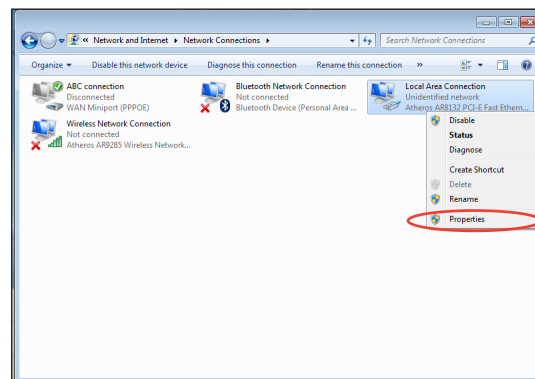 « Network and Internet ▸ Network Connections ▸
Search Network Connections
Organize ▾ Disable this network device Diagnose this connection Rename this connection »
ABC connection
Disconnected
WAN Miniport (PPPOE)
Bluetooth Network Connection
Not connected
Bluetooth Device (Personal Area ...
Local Area Connection
Unidentified network
Atheros AR8132 PCI-E Fast Ethern...
Wireless Network Connection
Not connected
Atheros AR9285 Wireless Network...
Disable
Status
Diagnose
Create Shortcut
Delete
Rename
Properties